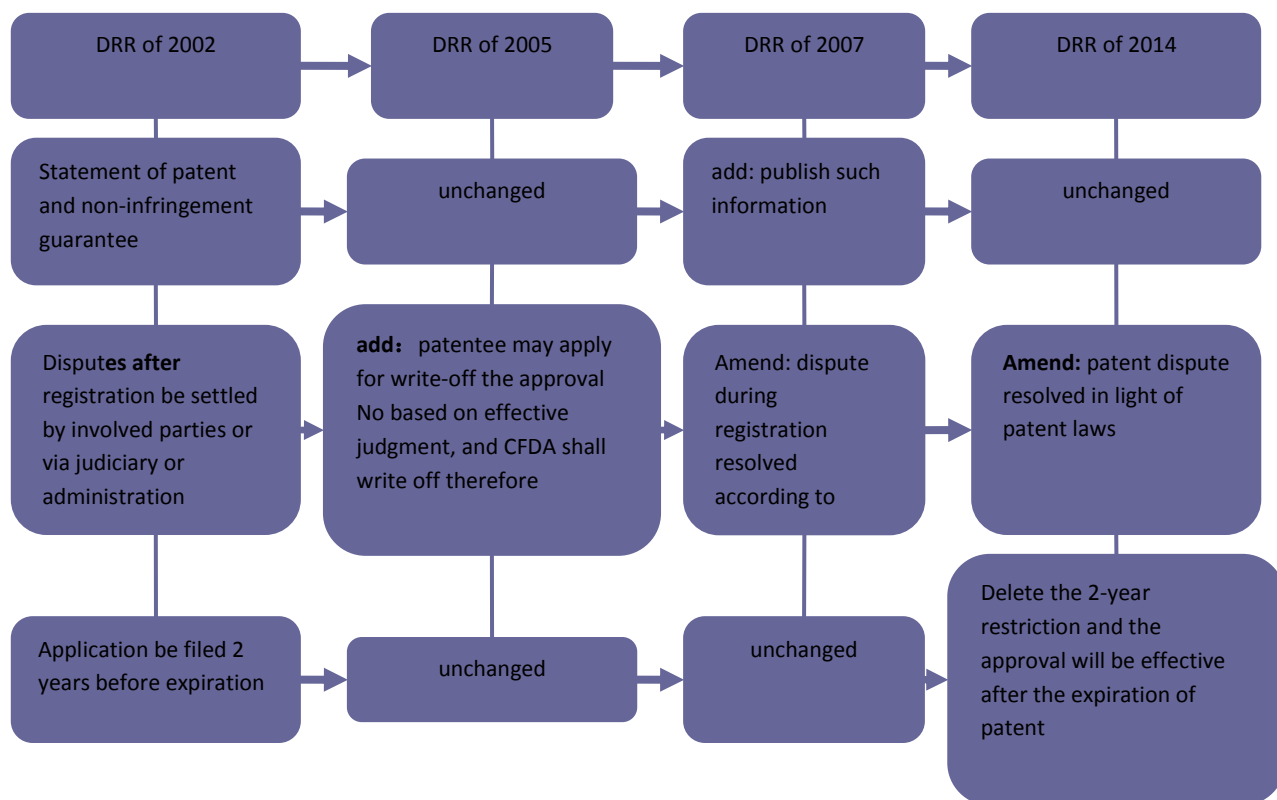 DRR of 2002
DRR of 2005
DRR of 2007
DRR of 2014
Statement of patent
and non-infringement
guarantee
unchanged
add: publish such
information
unchanged
Disputes after
registration be settled
by involved parties or
via judiciary or
administration
add： patentee may apply
for write-off the approval
No based on effective
judgment, and CFDA shall
write off therefore
Amend: dispute
during
registration
resolved
according to
Amend: patent dispute
resolved in light of
patent laws
Application be filed 2
years before expiration
unchanged
unchanged
Delete the 2-year
restriction and the
approval will be effective
after the expiration of
patent